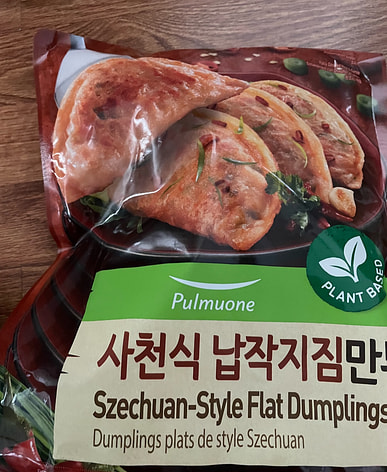 PLANT BASED
Pulmuone
사천식 납작지짐만두
Szechuan-Style Flat Dumplings
Dumplings plats de style Szechuan